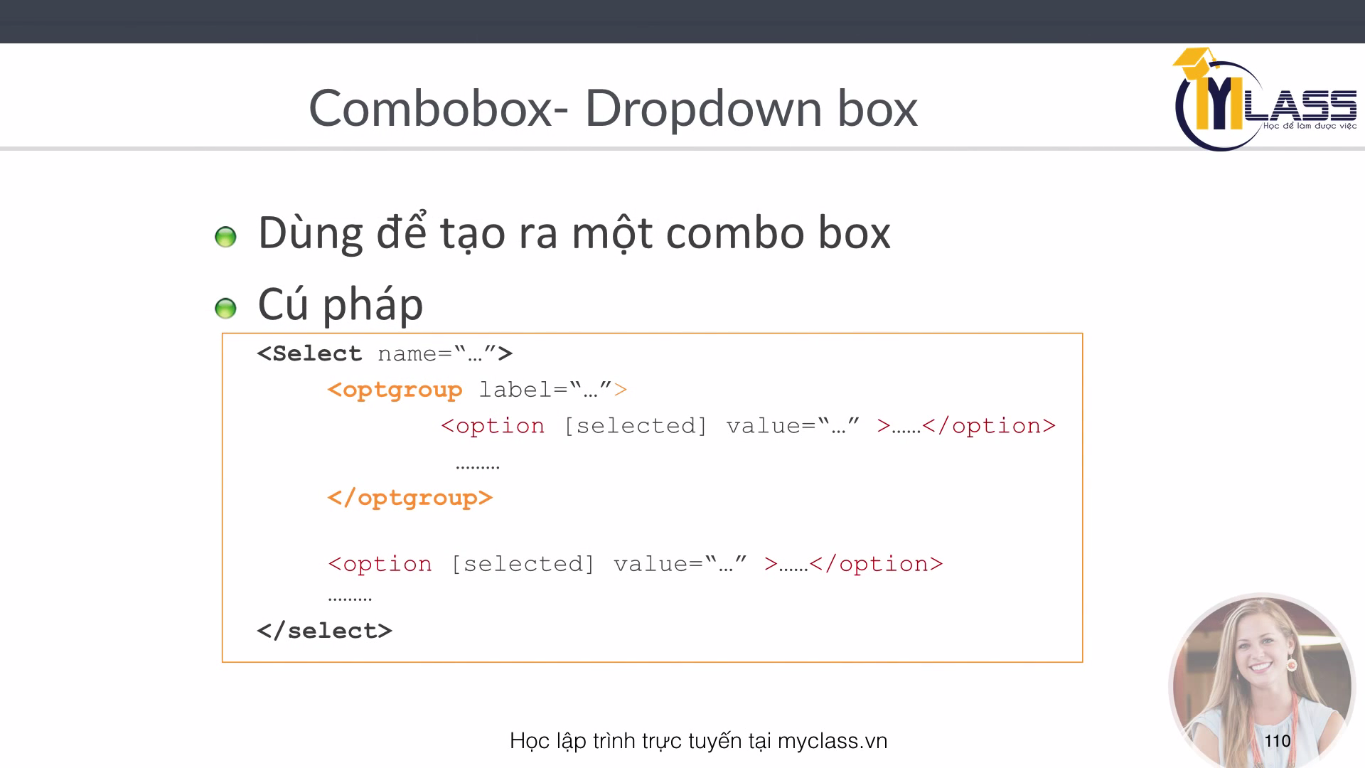 Combobox- Dropdown box
MYCLASS
Học để làm được việc
Dùng để tạo ra một combo box
Cú pháp
<Select name=“…”>
<optgroup label=“…”>
<option [selected] value=“…” >……</option>
………
</optgroup>
<option [selected] value=“…” >……</option>
………
</select>
Học lập trình trực tuyến tại myclass.vn
110